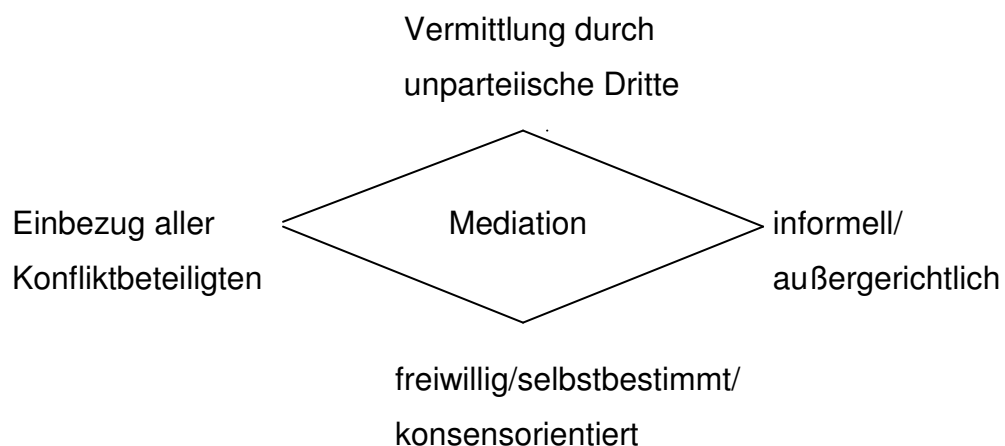 Vermittlung durch
unparteiische Dritte
Einbezug aller
Konfliktbeteiligten
Mediation
informell/
außergerichtlich
freiwillig/selbstbestimmt/
konsensorientiert